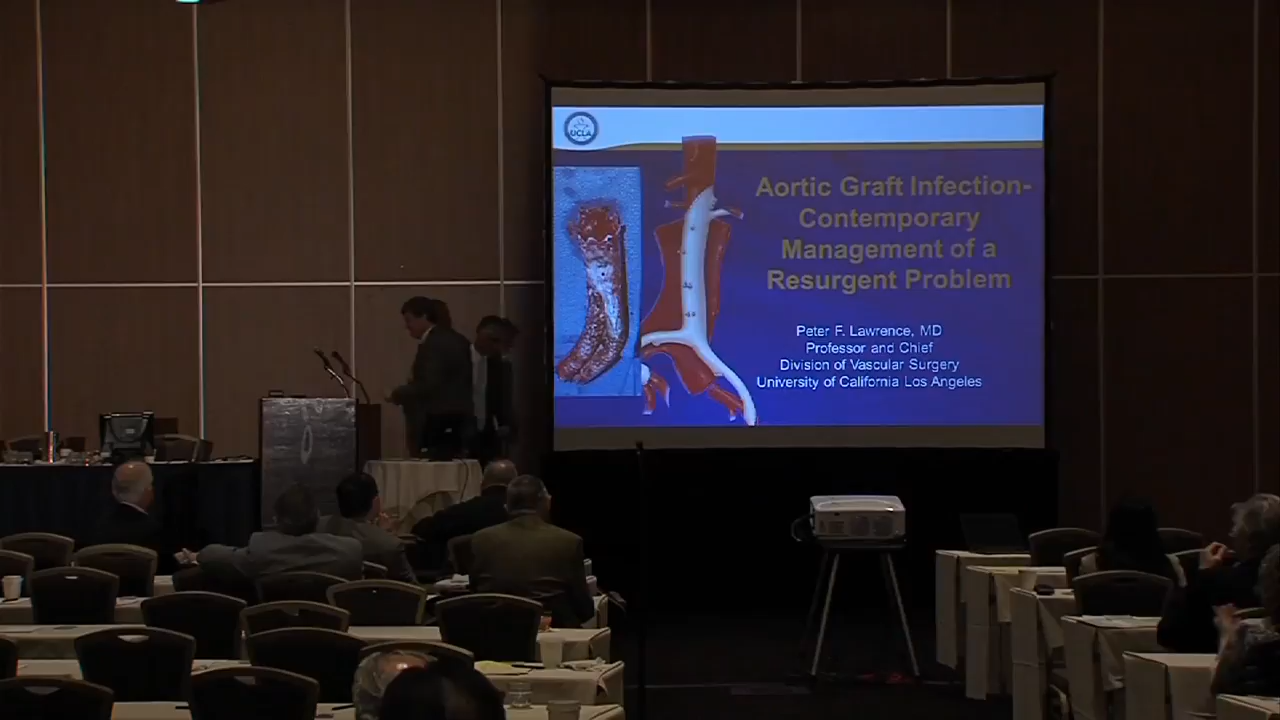 UCLA
Aortic Graft Infection-
Contemporary
Management of a
Resurgent Problem
Peter F. Lawrence, MD
Professor and Chief
Division of Vascular Surgery
University of California Los Angeles